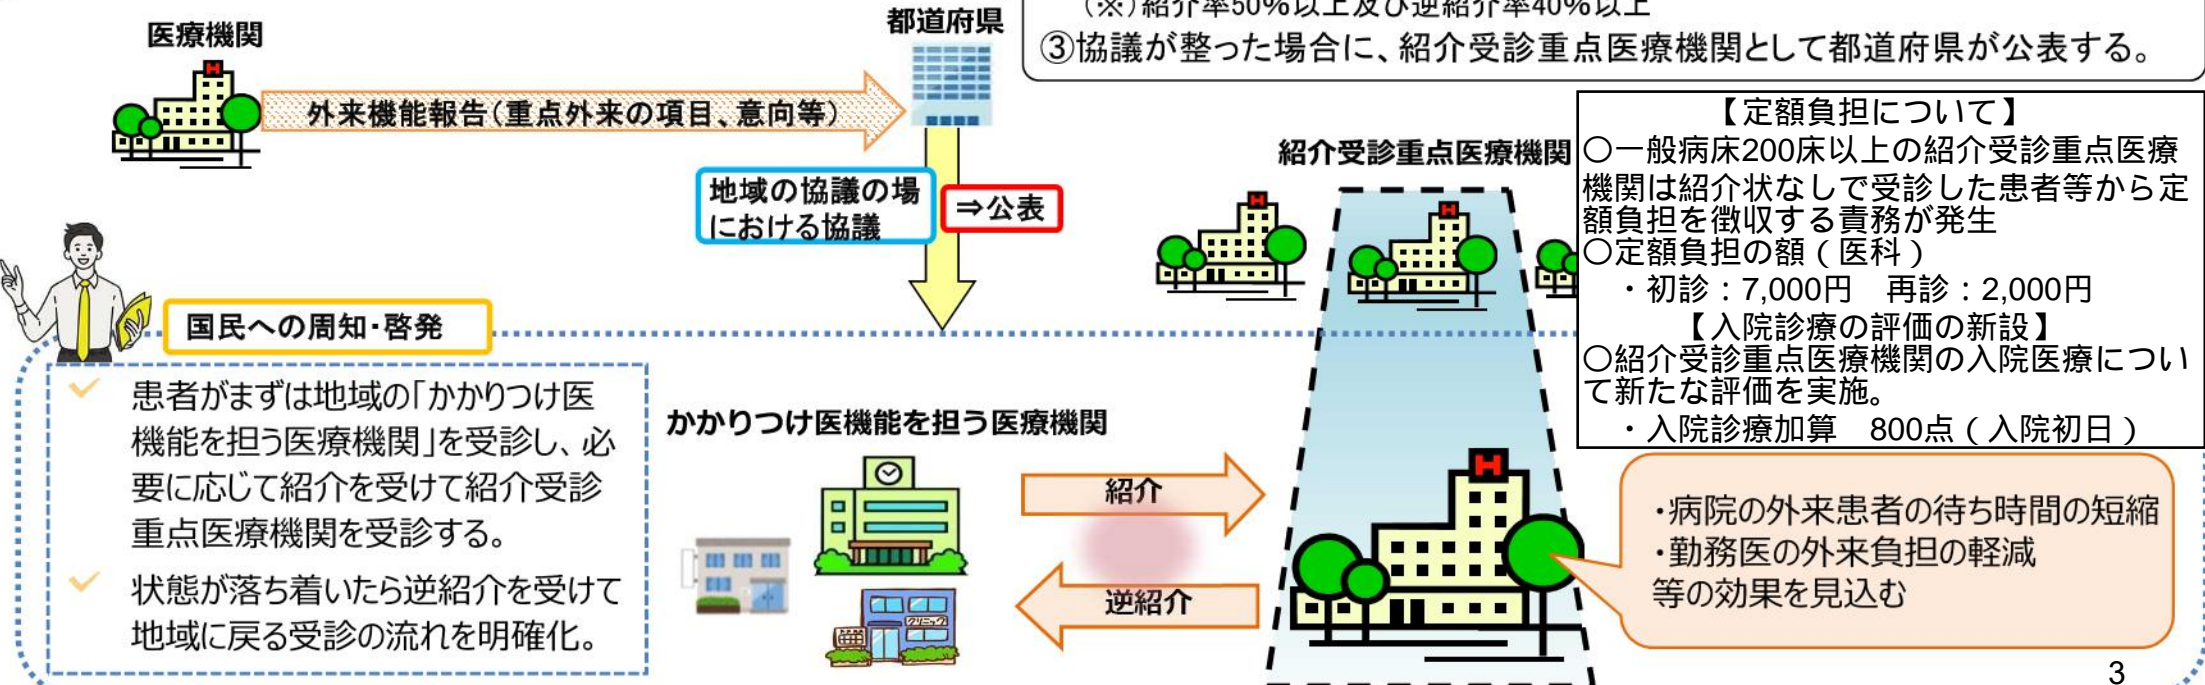 (※)紹介率50%以上及び逆紹介率40%以上
③協議が整った場合に、紹介受診重点医療機関として都道府県が公表する。
医療機関
都道府県
外来機能報告(重点外来の項目、意向等)
地域の協議の場
における協議
⇒公表
紹介受診重点医療機関
【定額負担について】
〇一般病床200床以上の紹介受診重点医療
機関は紹介状なしで受診した患者等から定
額負担を徴収する責務が発生
〇定額負担の額(医科)
・初診:7,000円 再診:2,000円
【入院診療の評価の新設】
〇紹介受診重点医療機関の入院医療につい
て新たな評価を実施。
・入院診療加算 800点(入院初日)
国民への周知・啓発
患者がまずは地域の「かかりつけ医
機能を担う医療機関」を受診し、必
要に応じて紹介を受けて紹介受診
重点医療機関を受診する。
状態が落ち着いたら逆紹介を受けて
地域に戻る受診の流れを明確化。
かかりつけ医機能を担う医療機関
クリニック
紹介
逆紹介
・病院の外来患者の待ち時間の短縮
・勤務医の外来負担の軽減
等の効果を見込む
3